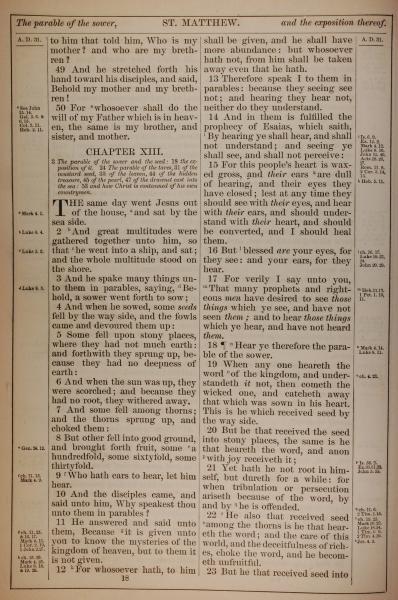 The parable of the sower,
ST. MATTHEW.
and the exposition thereof.
A. D. 31.
to him that told him, Who is my
mother? and who are my breth-
ren?
49 And he stretched forth his
hand toward his disciples, and said,
Behold my mother and my breth-
ren!
50 For whosoever shall do the
will of my Father which is in heav-
en, the same is my brother, and
sister, and mother.
CHAPTER XIII.
3 The parable of the sower and the seed: 18 the ex-
position of it. 24 The parable of the tares, 31 of the
mustard seed, 33 of the leaven, 44 of the hidden
treasure, 45 of the pearl, 47 of the drawnet cast into
the sea: 53 and how Christ is contemned of his own
countrymen.
THE same day went Jesus out
of the house, and sat by the
sea side.
2 And great multitudes were
gathered together unto him, so
that he went into a ship, and sat;
and the whole multitude stood on
the shore.
3 And he spake many things un-
to them in parables, saying, Be-
hold, a sower went forth to sow;
4 And when he sowed, some seeds
fell by the way side, and the fowls
came and devoured them up:
5 Some fell upon stony places,
where they had not much earth:
and forthwith they sprung up, be-
cause they had no deepness of
earth:
6 And when the sun was up, they
were scorched; and because they
had no root, they withered away.
7 And some fell among thorns;
and the thorns sprung up, and
choked them:
8 But other fell into good ground,
and brought forth fruit, some a
hundredfold, some sixtyfold, some
thirtyfold.
9 Who hath ears to hear, let him
hear.
10 And the disciples came, and
said unto him, Why speakest thou
unto them in parables?
11 He answered and said unto
them, Because it is given unto
you to know the mysteries of the
kingdom of heaven, but to them it
is not given.
12 For whosoever hath, to him
18
shall be given, and he shall have
more abundance: but whosoever
hath not, from him shall be taken
away even that he hath.
13 Therefore speak I to them in
parables: because they seeing see
not; and hearing they hear not,
neither do they understand.
14 And in them is fulfilled the
prophecy of Esaias, which saith,
By hearing ye shall hear, and shall
not understand; and seeing ye
shall see, and shall not perceive:
15 For this people's heart is wax-
ed gross, and their ears are dull
of hearing, and their eyes they
have closed; lest at any time they
should see with their eyes, and hear
with their ears, and should under-
stand with their heart, and should
be converted, and I should heal
them.
16 But blessed are your eyes, for
they see: and your ears, for they
hear.
17 For verily I say unto you,
That many prophets and right-
eous men have desired to see those
things which ye see, and have not
seen them; and to hear those things
which ye hear, and have not heard
them.
18 ¶ Hear ye therefore the para-
ble of the sower.
19 When any one heareth the
word of the kingdom, and under-
standeth it not, then cometh the
wicked one, and catcheth away
that which was sown in his heart.
This is he which received seed by
the way side.
20 But he that received the seed
into stony places, the same is he
that heareth the word, and anon
with joy receiveth it;
21 Yet hath he not root in him-
self, but dureth for a while: for
when tribulation or persecution
ariseth because of the word, by
and by he is offended.
22 He also that received seed
among the thorns is he that hear-
eth the word; and the care of this
world, and the deceitfulness of rich-
es, choke the word, and he becom-
eth unfruitful.
23 But he that received seed into
A. D. 31.